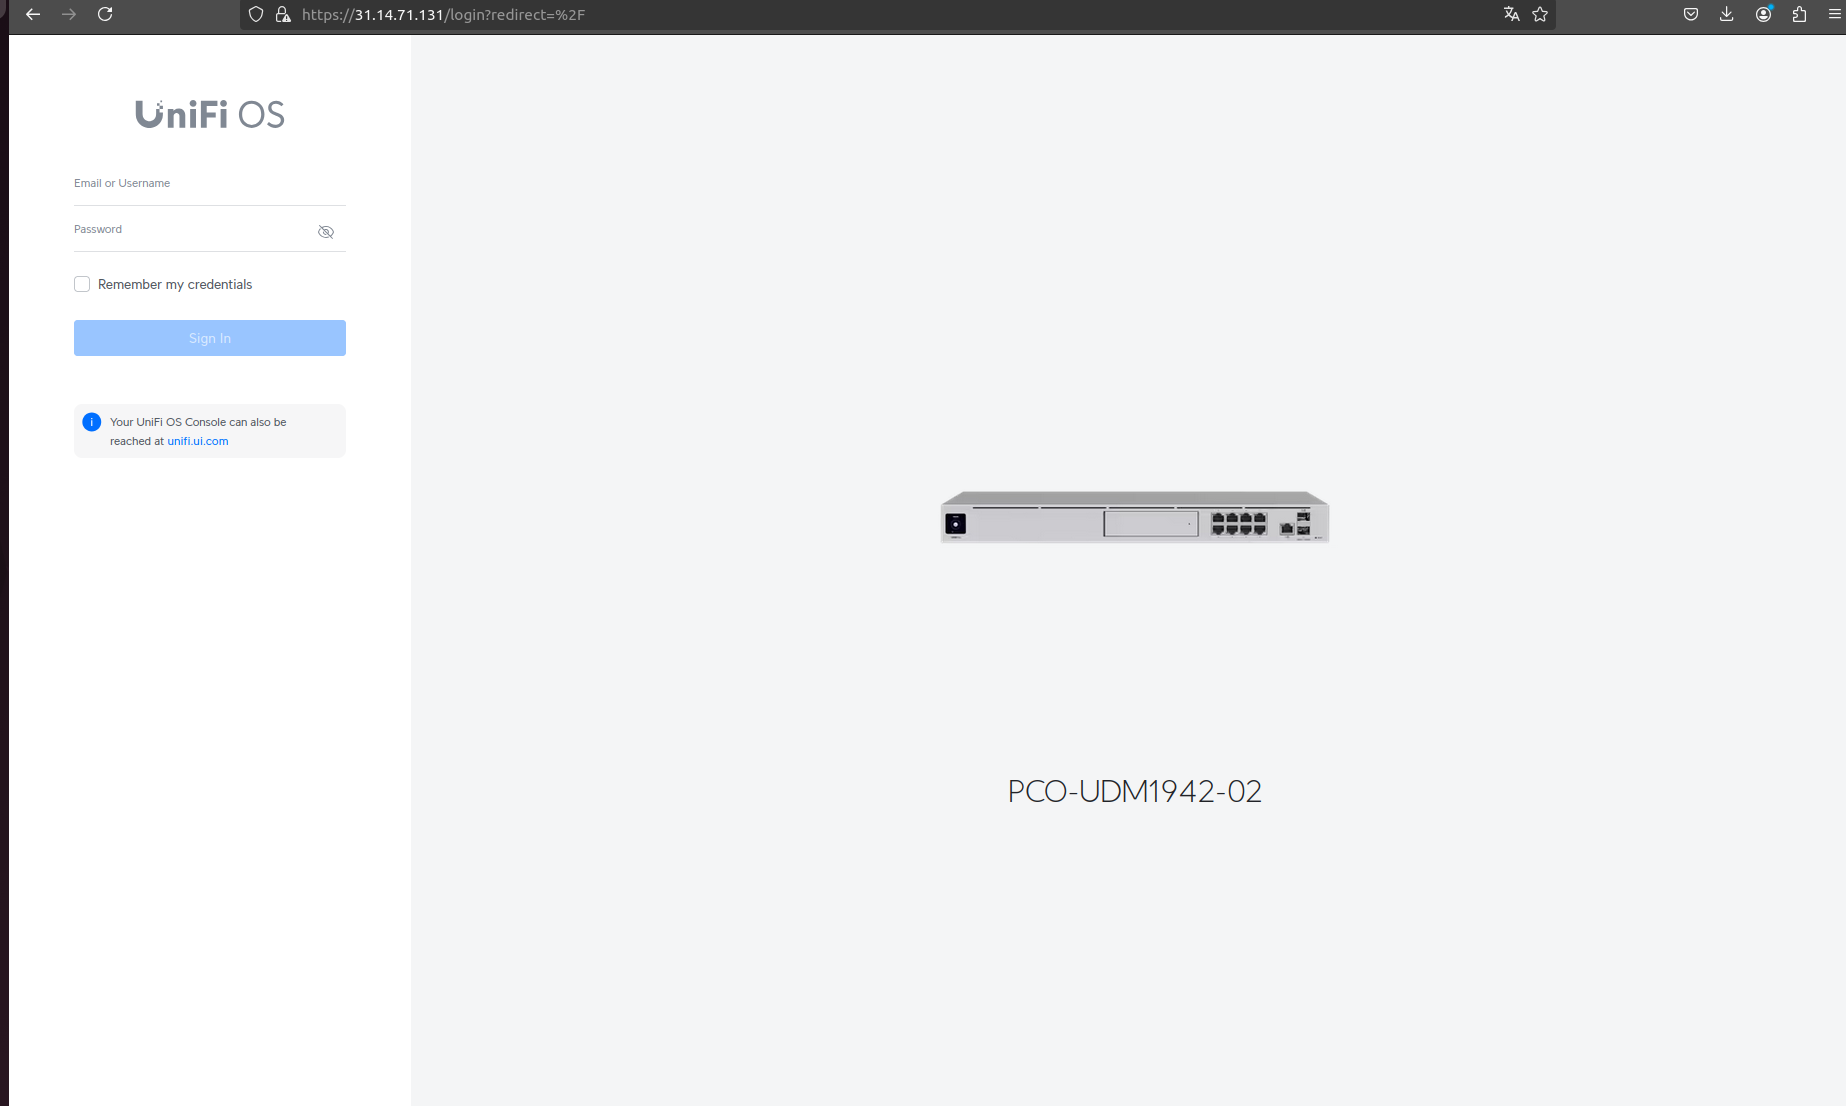 https://31.14.71.131/login?redirect=%2F
UniFi OS
Email or Username
Password
Remember my credentials
Sign In
Your UniFi OS Console can also be
reached at unifi.ui.com
PCO-UDM1942-02